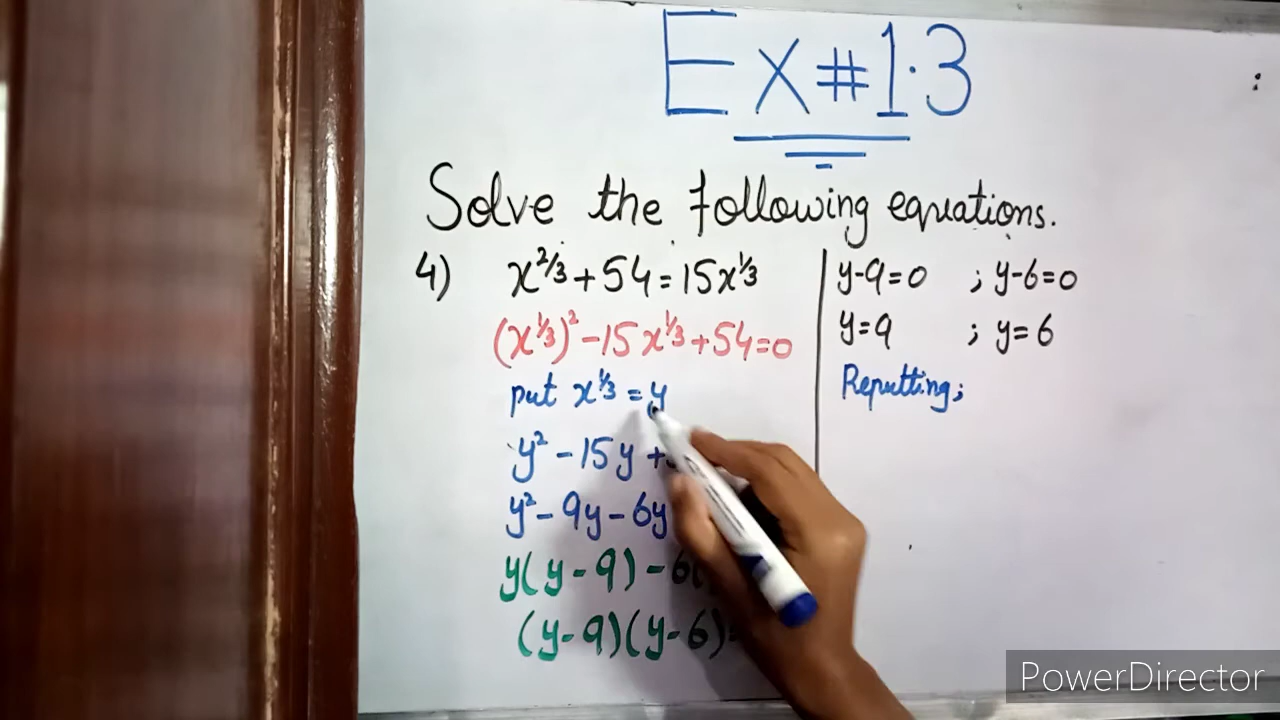 Ex#1.3
Solve the following equations.
4) x^2/3 + 54 = 15x^1/3
(x^1/3)^2 - 15x^1/3 + 54 = 0
put x^1/3 = y
y^2 - 15y +
y^2 - 9y - 6y
y(y - 9) - 6(
(y - 9)(y - 6)
y-9=0 ; y-6=0
y=9 ; y=6
Reputting;
PowerDirector